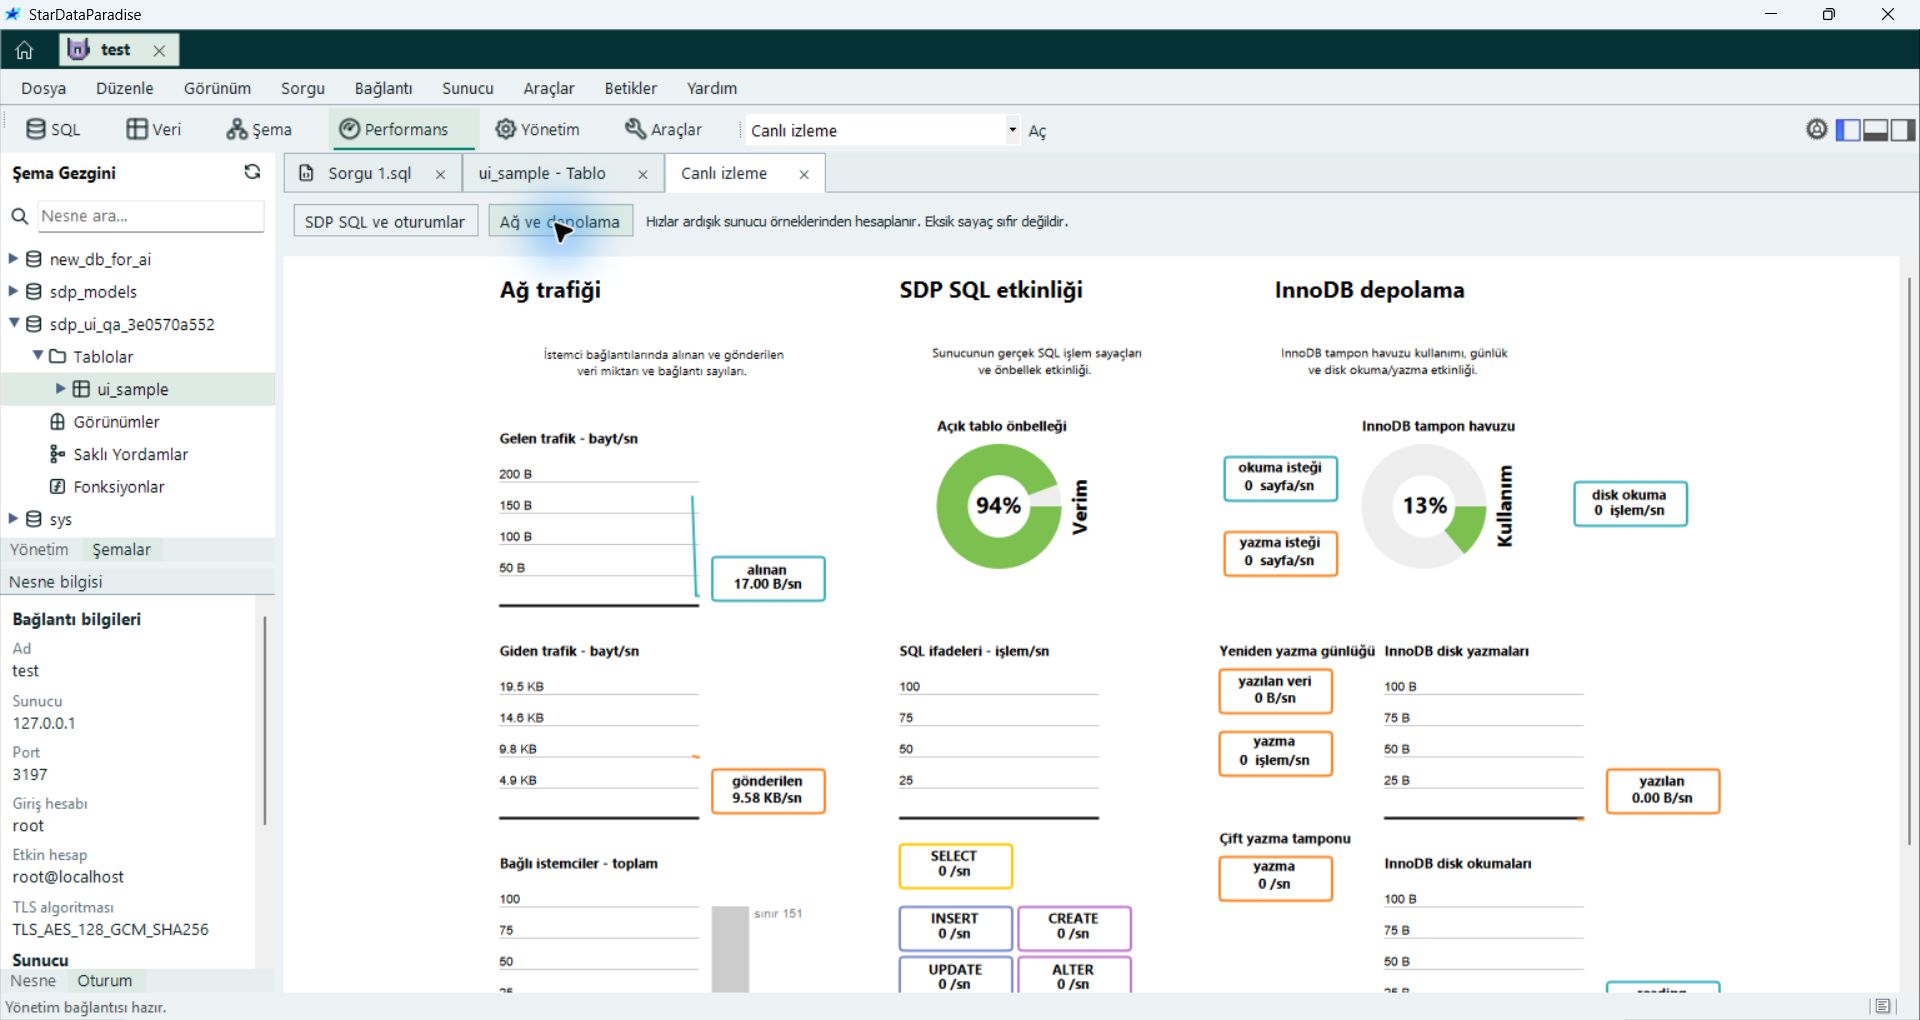 StarDataParadise
test
Dosya Düzenle Görünüm Sorgu Bağlantı Sunucu Araçlar Betikler Yardım
SQL Veri Şema Performans Yönetim Araçlar Canlı izleme Aç
Şema Gezgini
Nesne ara...
new_db_for_ai
sdp_models
sdp_ui_qa_3e0570a552
Tablolar
ui_sample
Görünümler
Saklı Yordamlar
Fonksiyonlar
sys
Yönetim Şemalar
Nesne bilgisi
Bağlantı bilgileri
Ad
test
Sunucu
127.0.0.1
Port
3197
Giriş hesabı
root
Etkin hesap
root@localhost
TLS algoritması
TLS_AES_128_GCM_SHA256
Sunucu
Nesne Oturum
Yönetim bağlantısı hazır.
Sorgu 1.sql ui_sample - Tablo Canlı izleme
SDP SQL ve oturumlar Ağ ve depolama Hızlar ardışık sunucu örneklerinden hesaplanır. Eksik sayaç sıfır değildir.
Ağ trafiği
İstemci bağlantılarında alınan ve gönderilen
veri miktarı ve bağlantı sayıları.
Gelen trafik - bayt/sn
200 B
150 B
100 B
50 B
alınan
17.00 B/sn
Giden trafik - bayt/sn
19.5 KB
14.6 KB
9.8 KB
4.9 KB
gönderilen
9.58 KB/sn
Bağlı istemciler - toplam
100
75
50
25
sınır 151
SDP SQL etkinliği
Sunucunun gerçek SQL işlem sayaçları
ve önbellek etkinliği.
Açık tablo önbelleği
94%
Verim
SQL ifadeleri - işlem/sn
100
75
50
25
SELECT
0 /sn
INSERT
0 /sn
CREATE
0 /sn
UPDATE
0 /sn
ALTER
0 /sn
InnoDB depolama
InnoDB tampon havuzu kullanımı, günlük
ve disk okuma/yazma etkinliği.
InnoDB tampon havuzu
okuma isteği
0 sayfa/sn
yazma isteği
0 sayfa/sn
13%
Kullanım
disk okuma
0 işlem/sn
Yeniden yazma günlüğü
yazılan veri
0 B/sn
yazma
0 işlem/sn
Çift yazma tamponu
yazma
0 /sn
InnoDB disk yazmaları
100 B
75 B
50 B
25 B
yazılan
0.00 B/sn
InnoDB disk okumaları
100 B
75 B
50 B
25 B
reading